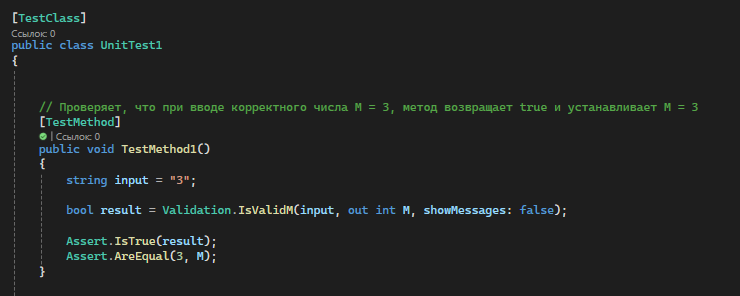 [TestClass]
Ссылок: 0
public class UnitTest1
{
// Проверяет, что при вводе корректного числа M = 3, метод возвращает true и устанавливает M = 3
[TestMethod]
| Ссылок: 0
public void TestMethod1()
{
string input = "3";
bool result = Validation.IsValidM(input, out int M, showMessages: false);
Assert.IsTrue(result);
Assert.AreEqual(3, M);
}